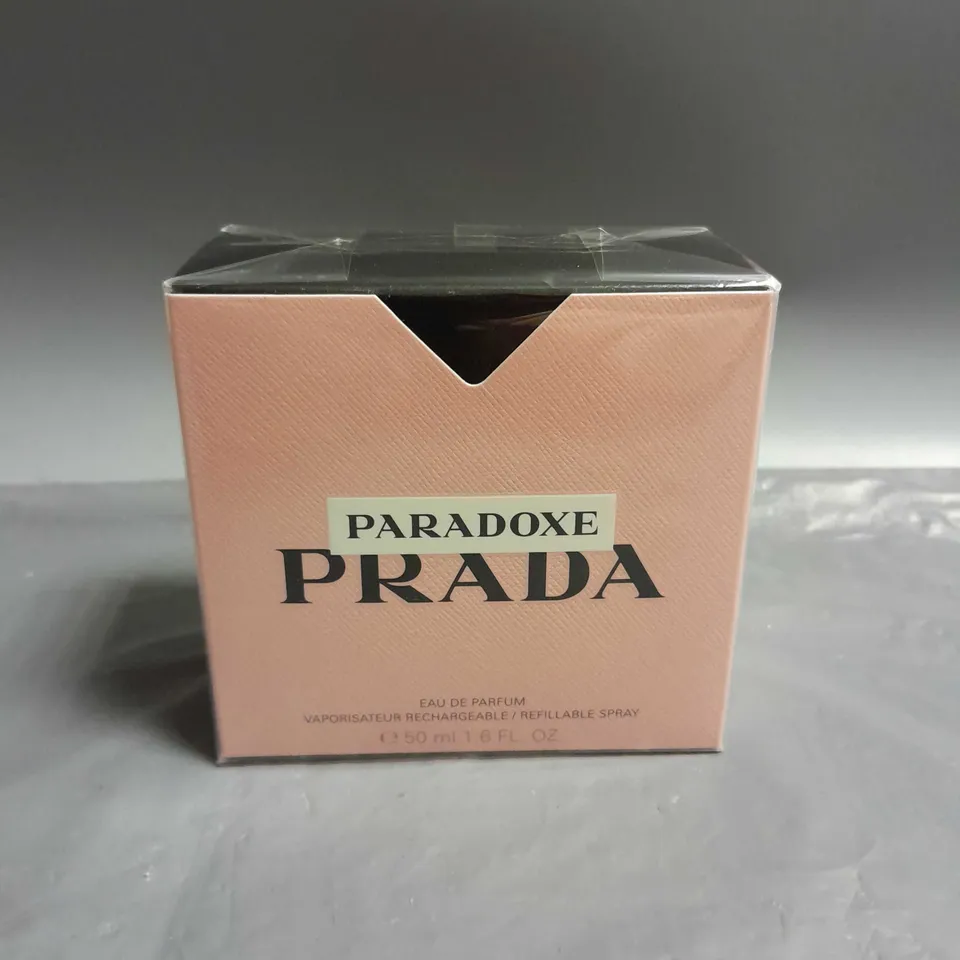 PARADOXE
PRADA
EAU DE PARFUM
VAPORISATEUR RECHARGEABLE / REFILLABLE SPRAY
℮ 50 ml 1.6 FL. OZ